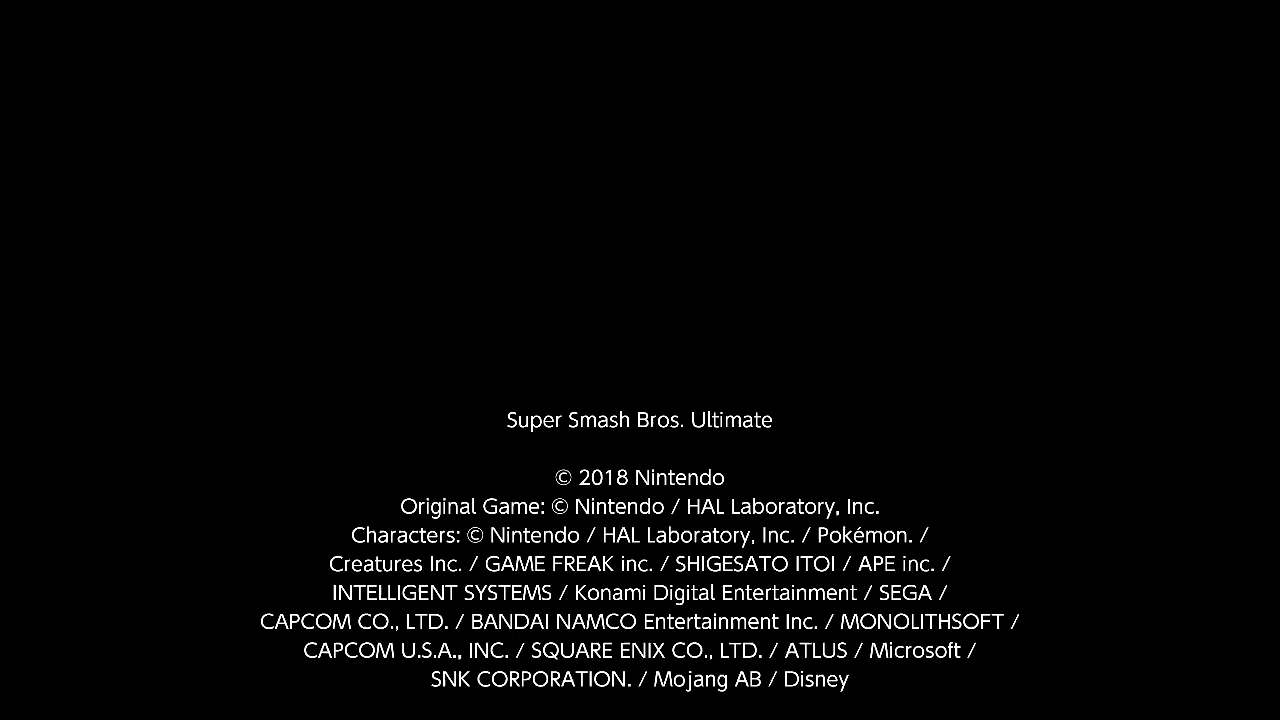 Super Smash Bros. Ultimate
© 2018 Nintendo
Original Game: © Nintendo / HAL Laboratory, Inc.
Characters: © Nintendo / HAL Laboratory, Inc. / Pokémon. /
Creatures Inc. / GAME FREAK inc. / SHIGESATO ITOI / APE inc. /
INTELLIGENT SYSTEMS / Konami Digital Entertainment / SEGA /
CAPCOM CO., LTD. / BANDAI NAMCO Entertainment Inc. / MONOLITHSOFT /
CAPCOM U.S.A., INC. / SQUARE ENIX CO., LTD. / ATLUS / Microsoft /
SNK CORPORATION. / Mojang AB / Disney